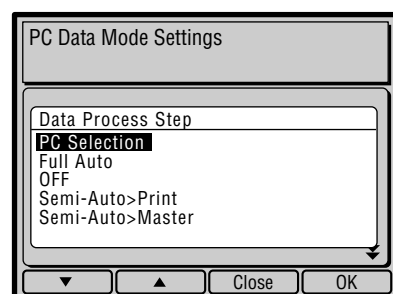 PC Data Mode Settings
Data Process Step
PC Selection
Full Auto
OFF
Semi-Auto>Print
Semi-Auto>Master
▼ ▲ Close OK